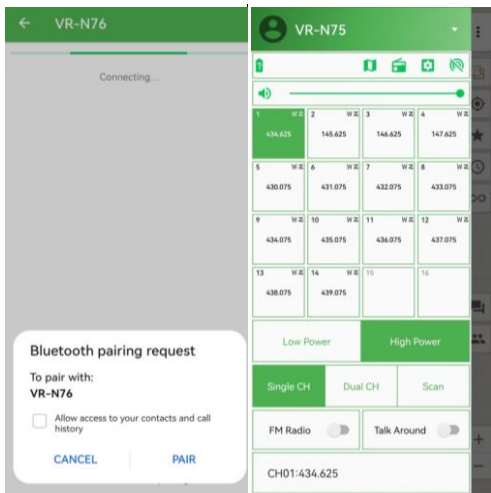 VR-N76
Connecting...
Bluetooth pairing request
To pair with:
VR-N76
Allow access to your contacts and call
history
CANCEL PAIR
VR-N75
1 W 2 W 3 W 4 W
434.625 145.625 146.625 147.625
5 W 6 W 7 W 8 W
430.075 431.075 432.075 433.075
9 W 10 W 11 W 12 W
434.075 435.075 436.075 437.075
13 W 14 W 15 16
438.075 439.075
Low Power High Power
Single CH Dual CH Scan
FM Radio Talk Around
CH01:434.625